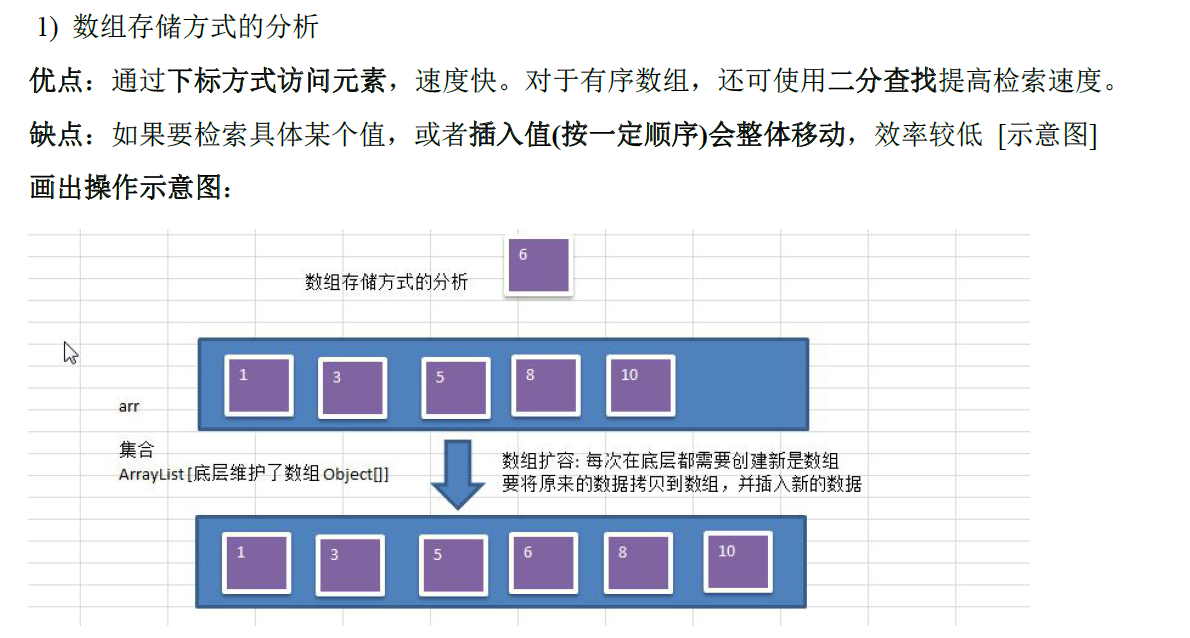 1) 数组存储方式的分析
优点：通过下标方式访问元素，速度快。对于有序数组，还可使用二分查找提高检索速度。
缺点：如果要检索具体某个值，或者插入值(按一定顺序)会整体移动，效率较低 [示意图]
画出操作示意图：
6
数组存储方式的分析
1 3 5 8 10
arr
集合
ArrayList [底层维护了数组 Object[]]
数组扩容: 每次在底层都需要创建新是数组
要将原来的数据拷贝到数组，并插入新的数据
1 3 5 6 8 10